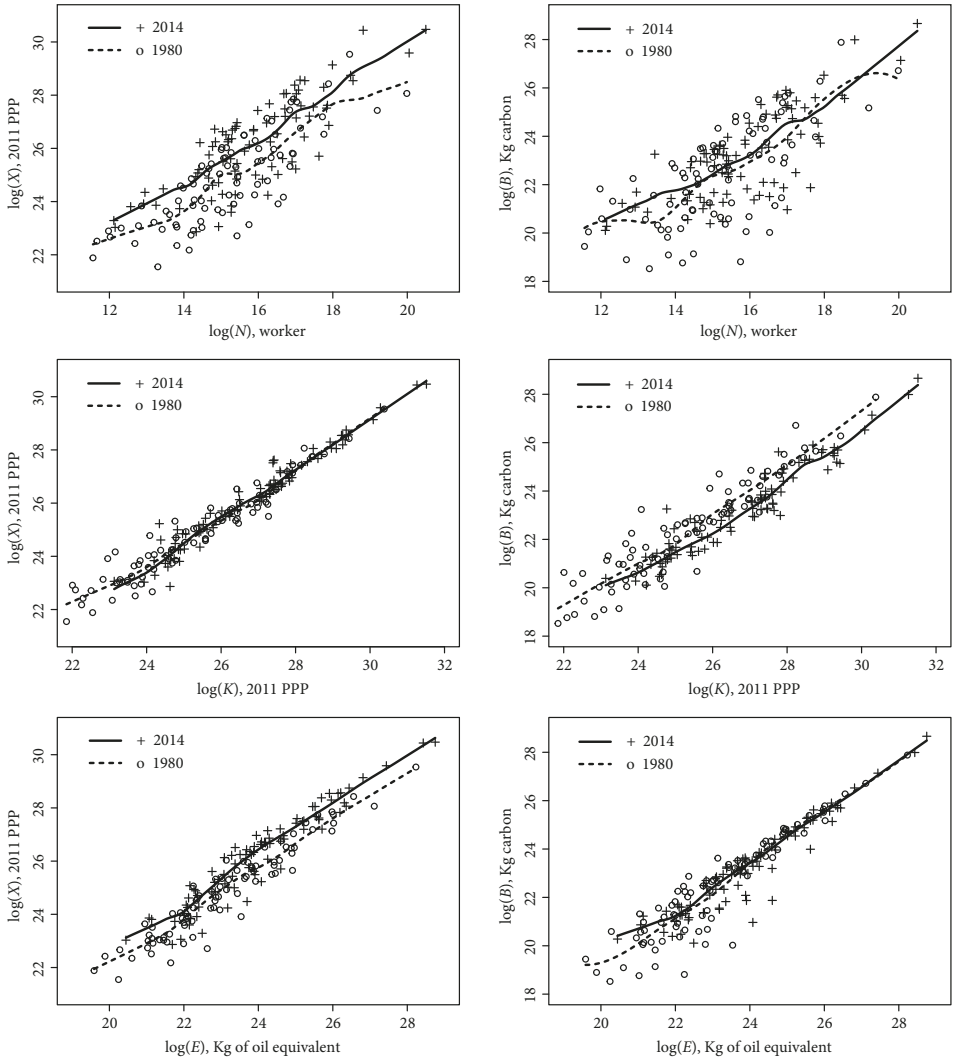 + 2014
o 1980
30
28
26
24
22
log(X), 2011 PPP
12 14 16 18 20
log(N), worker
+ 2014
o 1980
28
26
24
22
20
18
log(B), Kg carbon
12 14 16 18 20
log(N), worker
+ 2014
o 1980
30
28
26
24
22
log(X), 2011 PPP
22 24 26 28 30 32
log(K), 2011 PPP
+ 2014
o 1980
28
26
24
22
20
18
log(B), Kg carbon
22 24 26 28 30 32
log(K), 2011 PPP
+ 2014
o 1980
30
28
26
24
22
log(X), 2011 PPP
20 22 24 26 28
log(E), Kg of oil equivalent
+ 2014
o 1980
28
26
24
22
20
18
log(B), Kg carbon
20 22 24 26 28
log(E), Kg of oil equivalent